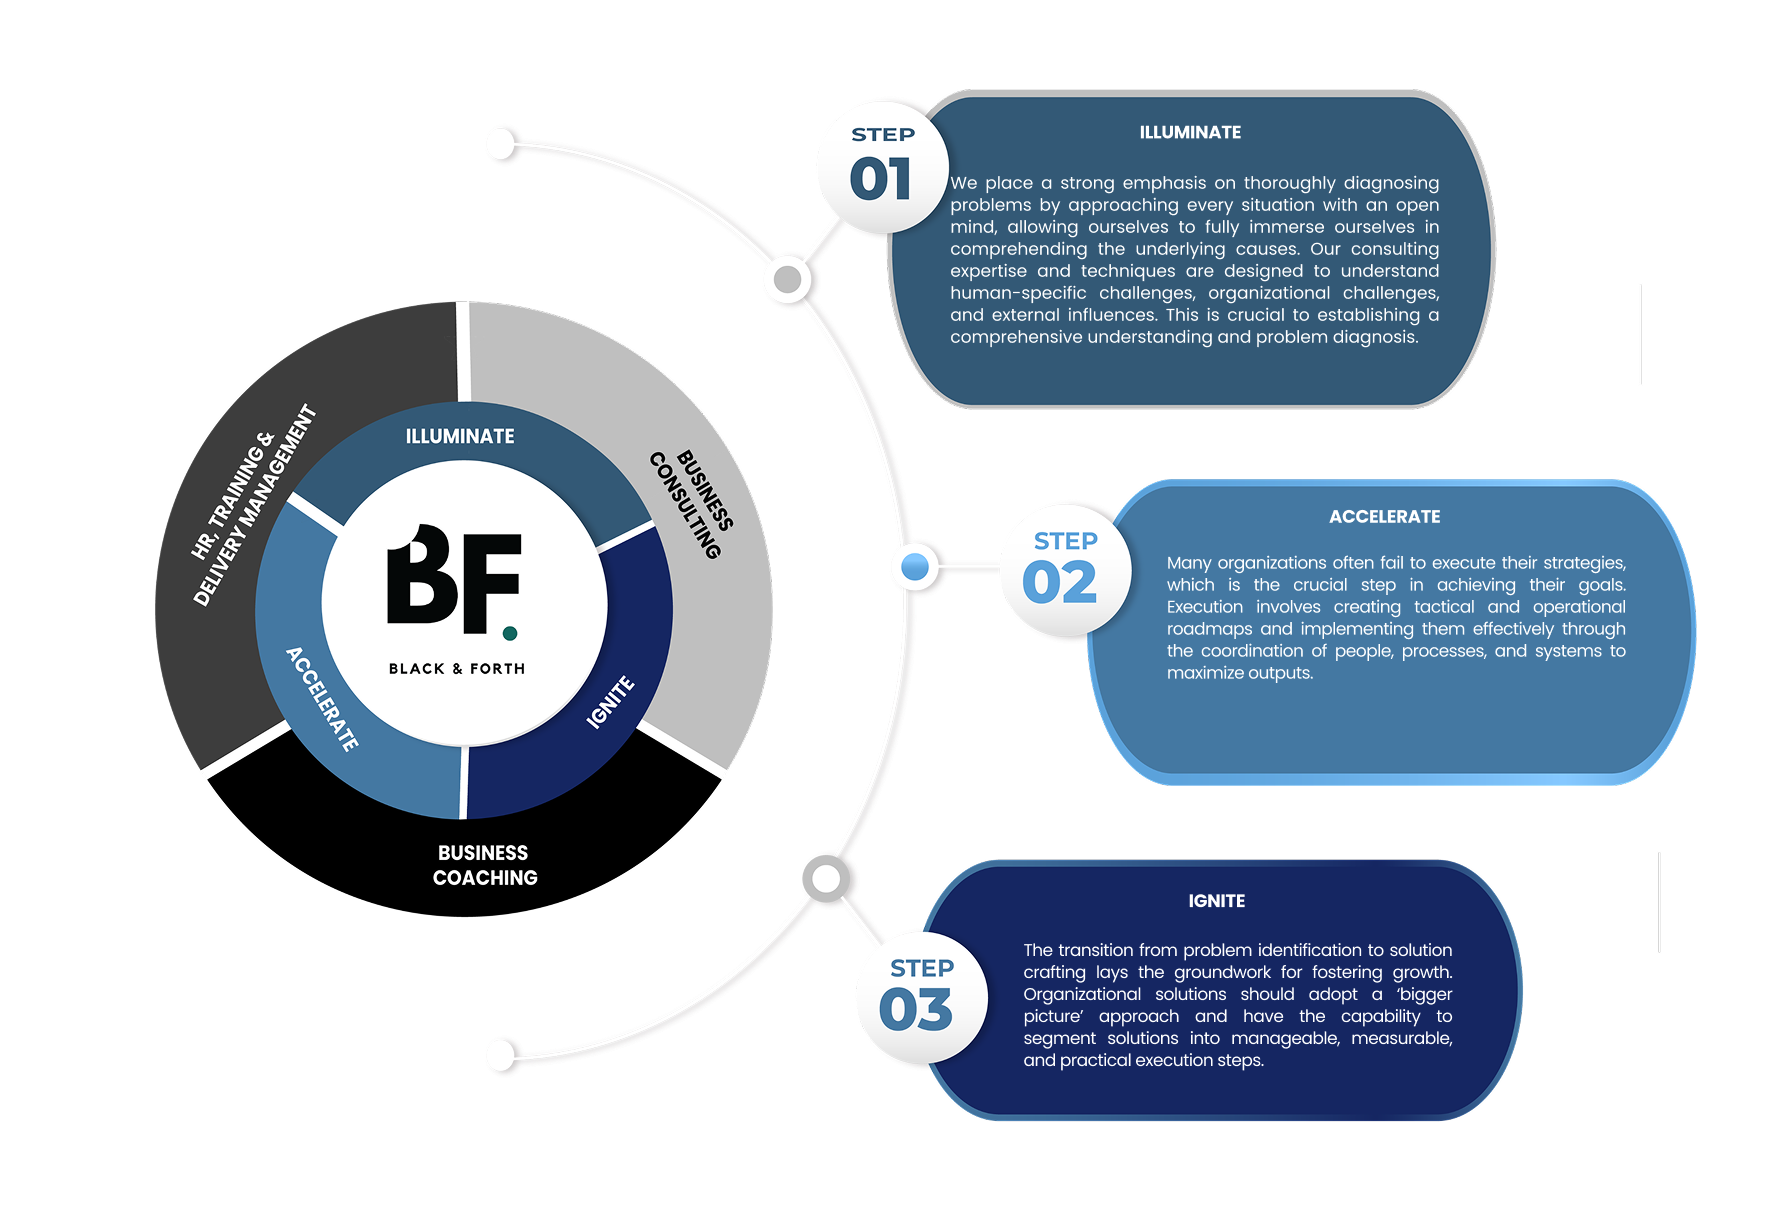 HR, TRAINING &
DELIVERY MANAGEMENT
BUSINESS
CONSULTING
BUSINESS
COACHING
ILLUMINATE
ACCELERATE
IGNITE
BF.
BLACK & FORTH
STEP
01
ILLUMINATE
We place a strong emphasis on thoroughly diagnosing
problems by approaching every situation with an open
mind, allowing ourselves to fully immerse ourselves in
comprehending the underlying causes. Our consulting
expertise and techniques are designed to understand
human-specific challenges, organizational challenges,
and external influences. This is crucial to establishing a
comprehensive understanding and problem diagnosis.
STEP
02
ACCELERATE
Many organizations often fail to execute their strategies,
which is the crucial step in achieving their goals.
Execution involves creating tactical and operational
roadmaps and implementing them effectively through
the coordination of people, processes, and systems to
maximize outputs.
STEP
03
IGNITE
The transition from problem identification to solution
crafting lays the groundwork for fostering growth.
Organizational solutions should adopt a ‘bigger
picture’ approach and have the capability to
segment solutions into manageable, measurable,
and practical execution steps.